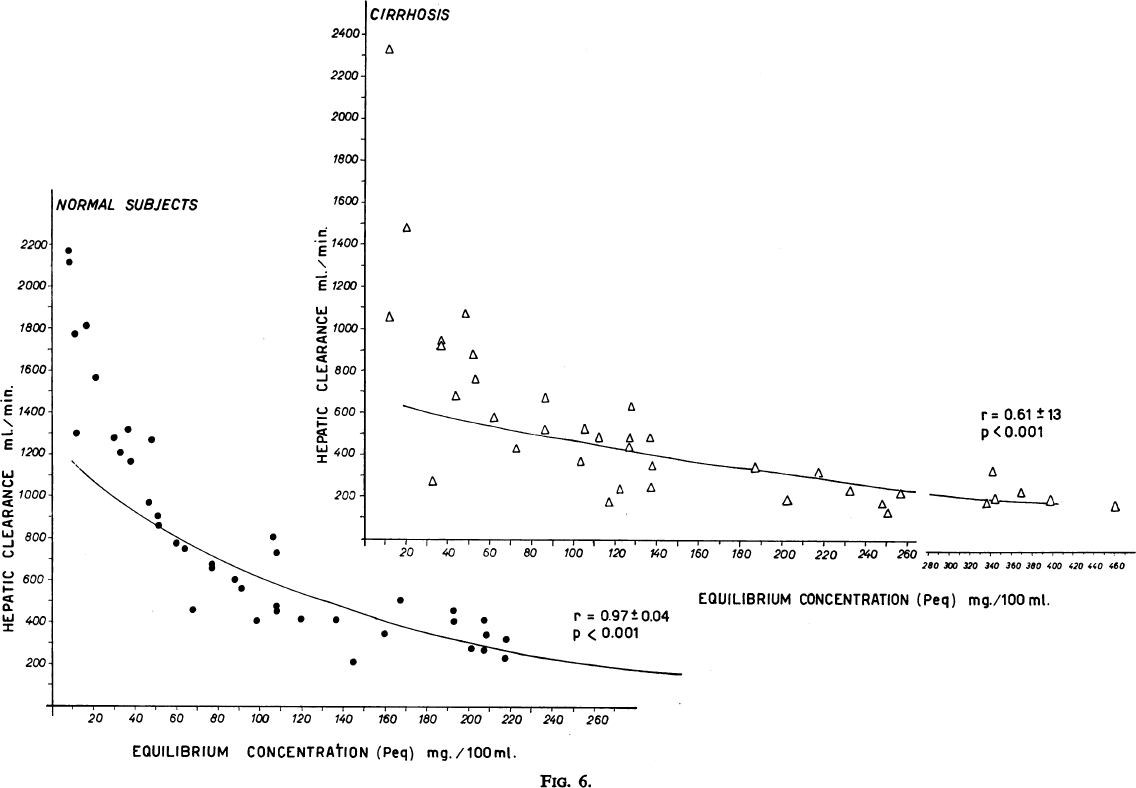 CIRRHOSIS
2400
2200
2000
1800
1600
1400
1200
1000
800
600
400
200
HEPATIC CLEARANCE ml./min.
r = 0.61 ± 13
p < 0.001
20 40 60 80 100 120 140 160 180 200 220 240 260
280 300 320 340 360 380 400 420 440 460
EQUILIBRIUM CONCENTRATION (Peq) mg./100 ml.
NORMAL SUBJECTS
2200
2000
1800
1600
1400
1200
1000
800
600
400
200
HEPATIC CLEARANCE ml./min.
r = 0.97 ± 0.04
p < 0.001
20 40 60 80 100 120 140 160 180 200 220 240 260
EQUILIBRIUM CONCENTRATION (Peq) mg./100 ml.
FIG. 6.